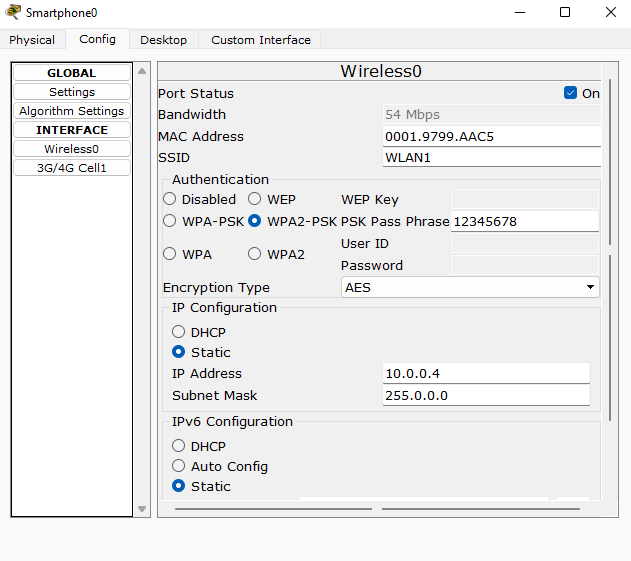 Smartphone0
Physical Config Desktop Custom Interface
GLOBAL
Settings
Algorithm Settings
INTERFACE
Wireless0
3G/4G Cell1
Wireless0
Port Status On
Bandwidth 54 Mbps
MAC Address 0001.9799.AAC5
SSID WLAN1
Authentication
Disabled WEP WEP Key
WPA-PSK WPA2-PSK PSK Pass Phrase 12345678
User ID
WPA WPA2
Password
Encryption Type AES
IP Configuration
DHCP
Static
IP Address 10.0.0.4
Subnet Mask 255.0.0.0
IPv6 Configuration
DHCP
Auto Config
Static